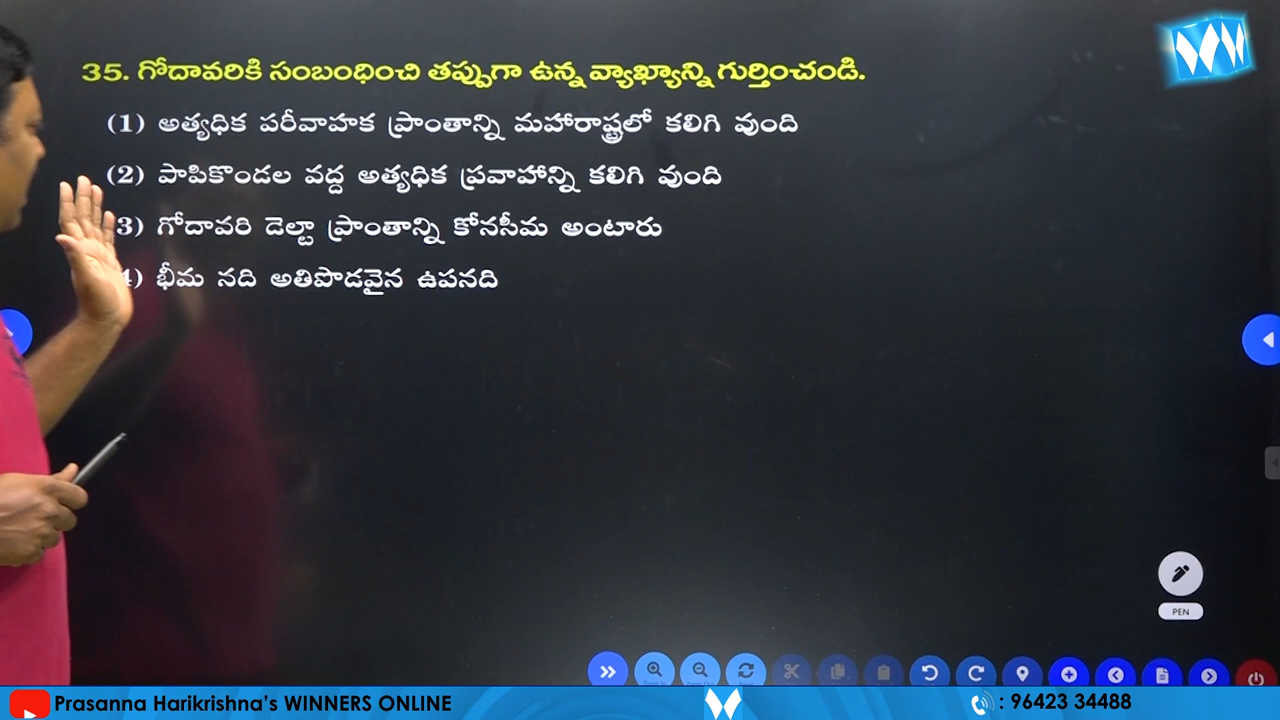 35. గోదావరికి సంబంధించి తప్పుగా ఉన్న వ్యాఖ్యాన్ని గుర్తించండి.
(1) అత్యధిక పరీవాహక ప్రాంతాన్ని మహారాష్ట్రలో కలిగి వుంది
(2) పాపికొండల వద్ద అత్యధిక ప్రవాహాన్ని కలిగి వుంది
3) గోదావరి డెల్టా ప్రాంతాన్ని కోనసీమ అంటారు
4) భీమ నది అతిపొడవైన ఉపనది
PEN
Prasanna Harikrishna's WINNERS ONLINE
: 96423 34488